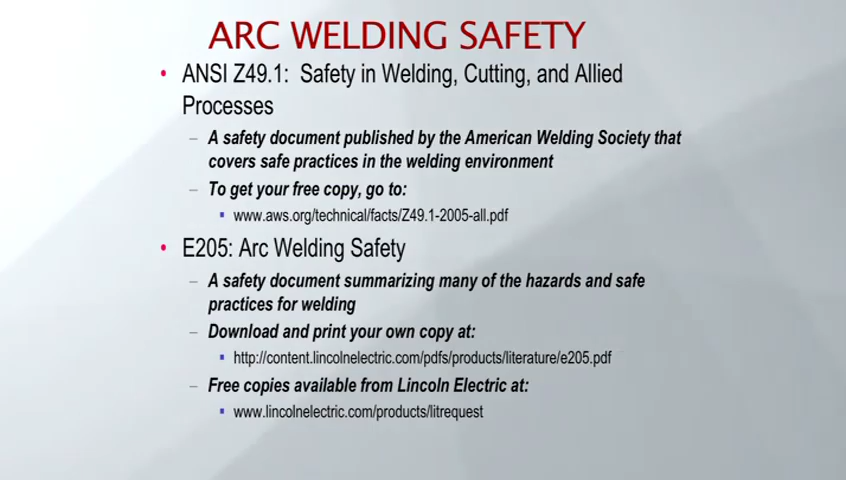 ARC WELDING SAFETY
• ANSI Z49.1: Safety in Welding, Cutting, and Allied
Processes
– A safety document published by the American Welding Society that
covers safe practices in the welding environment
– To get your free copy, go to:
▪ www.aws.org/technical/facts/Z49.1-2005-all.pdf
• E205: Arc Welding Safety
– A safety document summarizing many of the hazards and safe
practices for welding
– Download and print your own copy at:
▪ http://content.lincolnelectric.com/pdfs/products/literature/e205.pdf
– Free copies available from Lincoln Electric at:
▪ www.lincolnelectric.com/products/litrequest